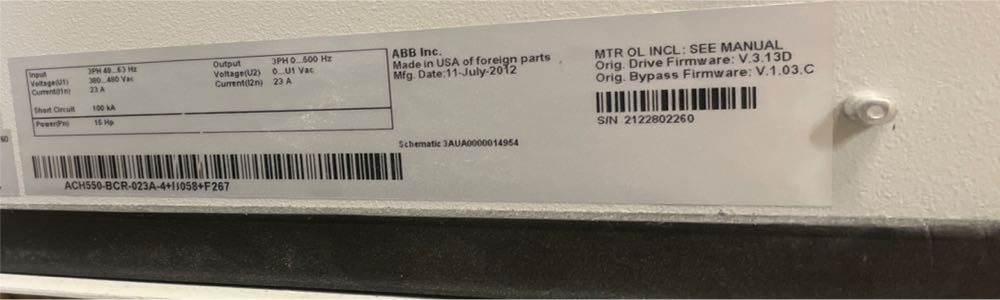 Input 3PH 48...63 Hz Output 3PH 0...500 Hz
Voltage(U1) 380...480 Vac Voltage(U2) 0...U1 Vac
Current(I1n) 23 A Current(I2n) 23 A
Short Circuit 100 kA
Power(Pn) 15 Hp
ABB Inc.
Made in USA of foreign parts
Mfg. Date:11-July-2012
Schematic 3AUA0000014954
MTR OL INCL: SEE MANUAL
Orig. Drive Firmware: V.3.13D
Orig. Bypass Firmware: V.1.03.C
S/N 2122802260
ACH550-BCR-023A-4+
058+F267
60